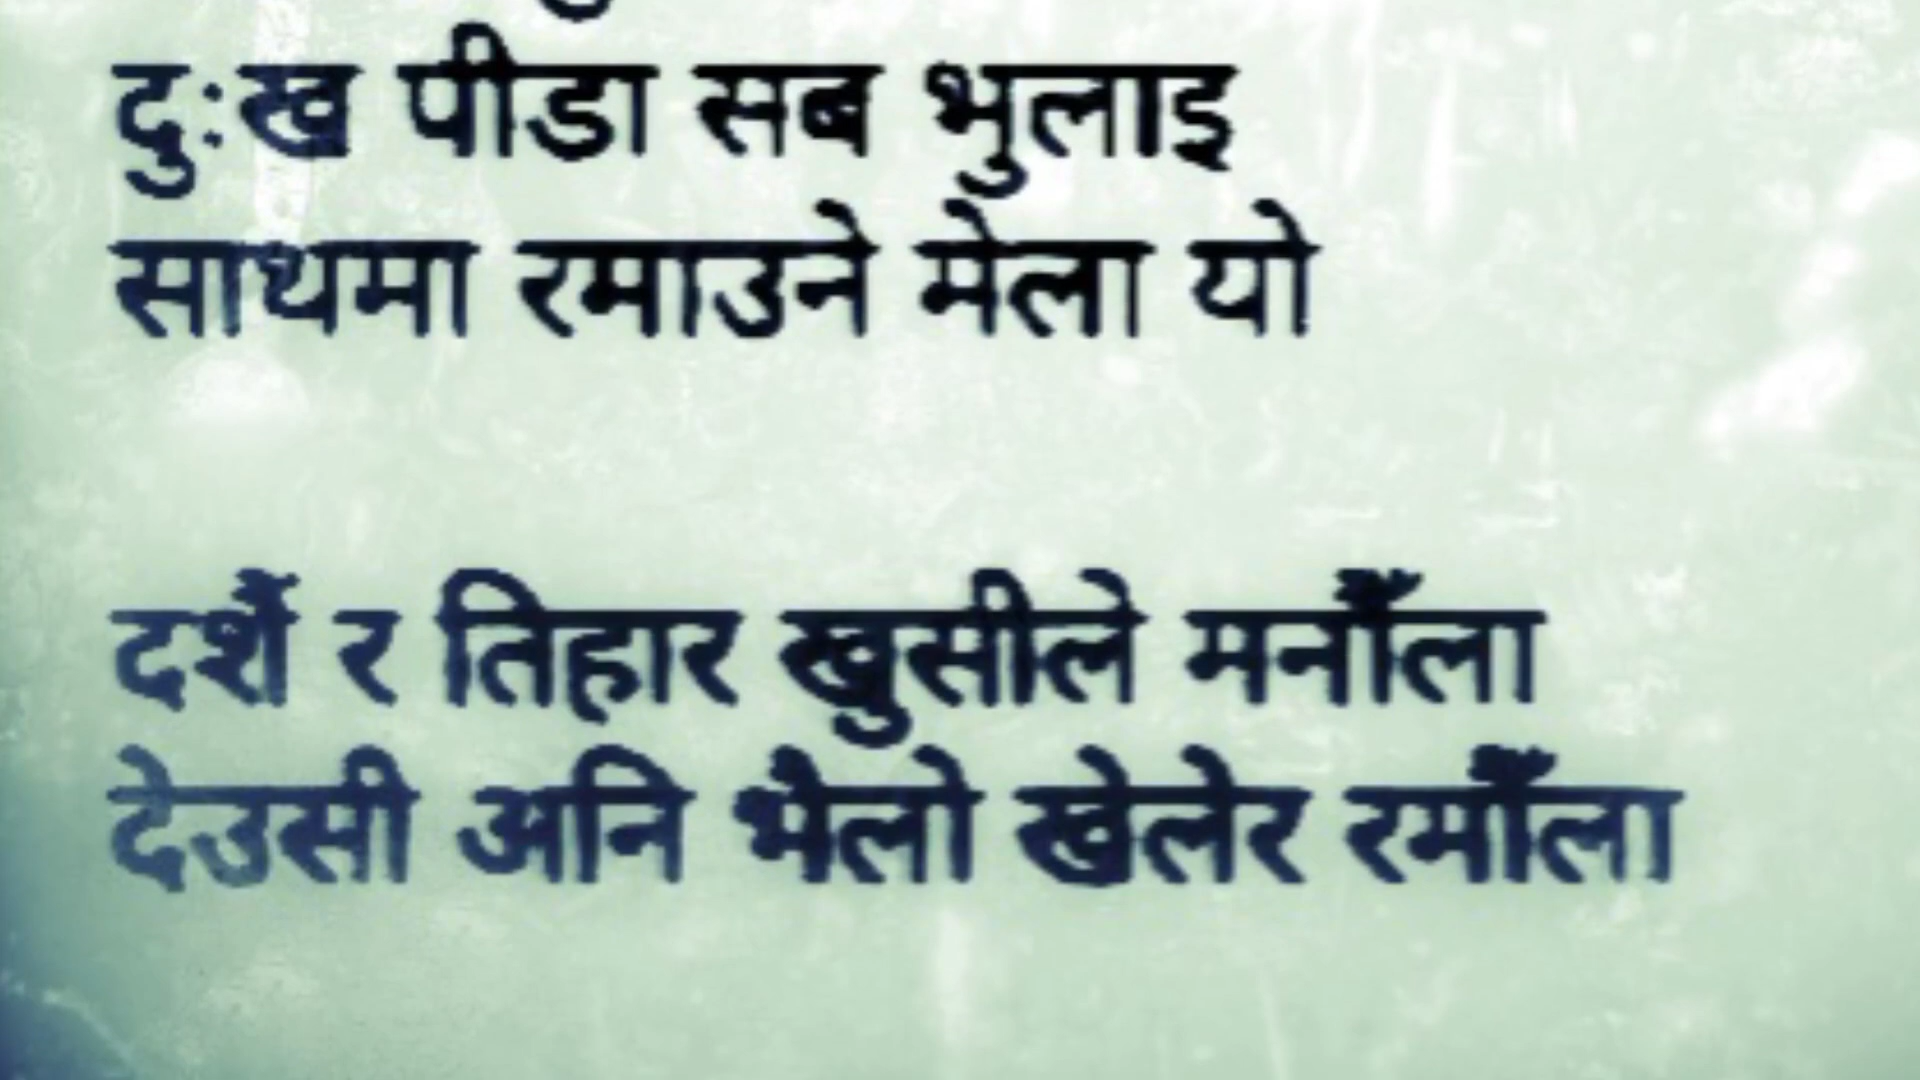 दुःख पीडा सब भुलाइ
साथमा रमाउने मेला यो
दशैँ र तिहार खुसीले मनाैँला
देउसी अनि भैलो खेलेर रमाैँला